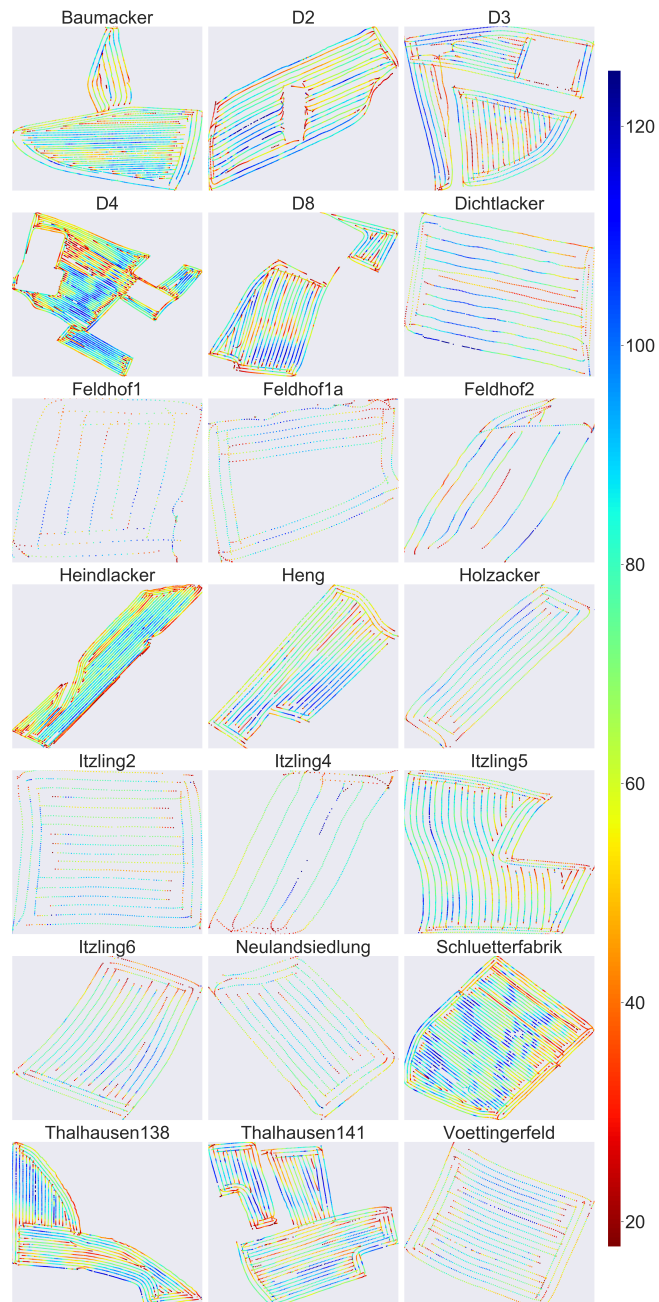 Baumacker D2 D3
D4 D8 Dichtlacker
Feldhof1 Feldhof1a Feldhof2
Heindlacker Heng Holzacker
Itzling2 Itzling4 Itzling5
Itzling6 Neulandsiedlung Schluetterfabrik
Thalhausen138 Thalhausen141 Voettingerfeld
120
100
80
60
40
20